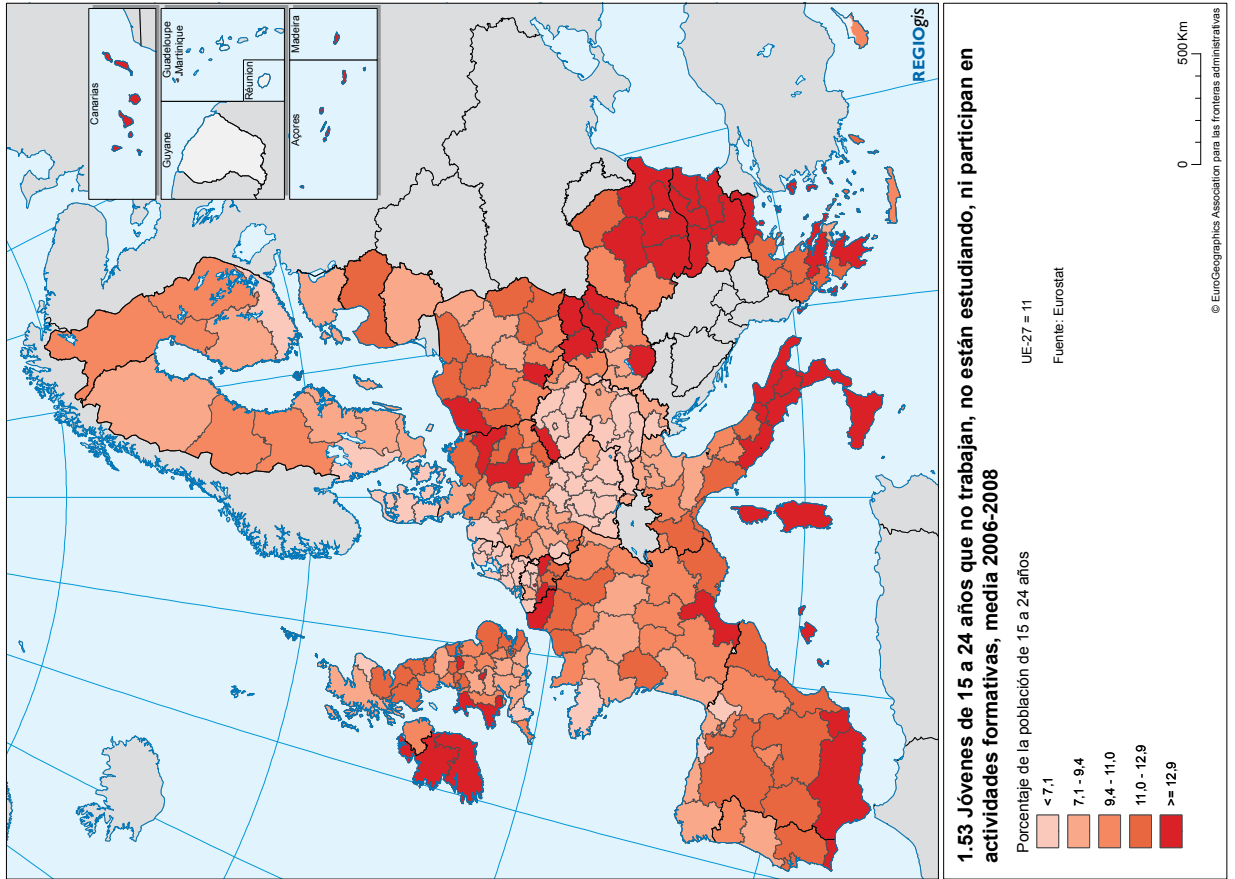 Canarias
Guyane
Guadeloupe
Martinique
Réunion
Açores
Madeira
REGIOgis
1.53 Jóvenes de 15 a 24 años que no trabajan, no están estudiando, ni participan en
actividades formativas, media 2006-2008
Porcentaje de la población de 15 a 24 años
< 7,1
7,1 - 9,4
9,4 - 11,0
11,0 - 12,9
>= 12,9
UE-27 = 11
Fuente: Eurostat
0 500 Km
© EuroGeographics Association para las fronteras administrativas